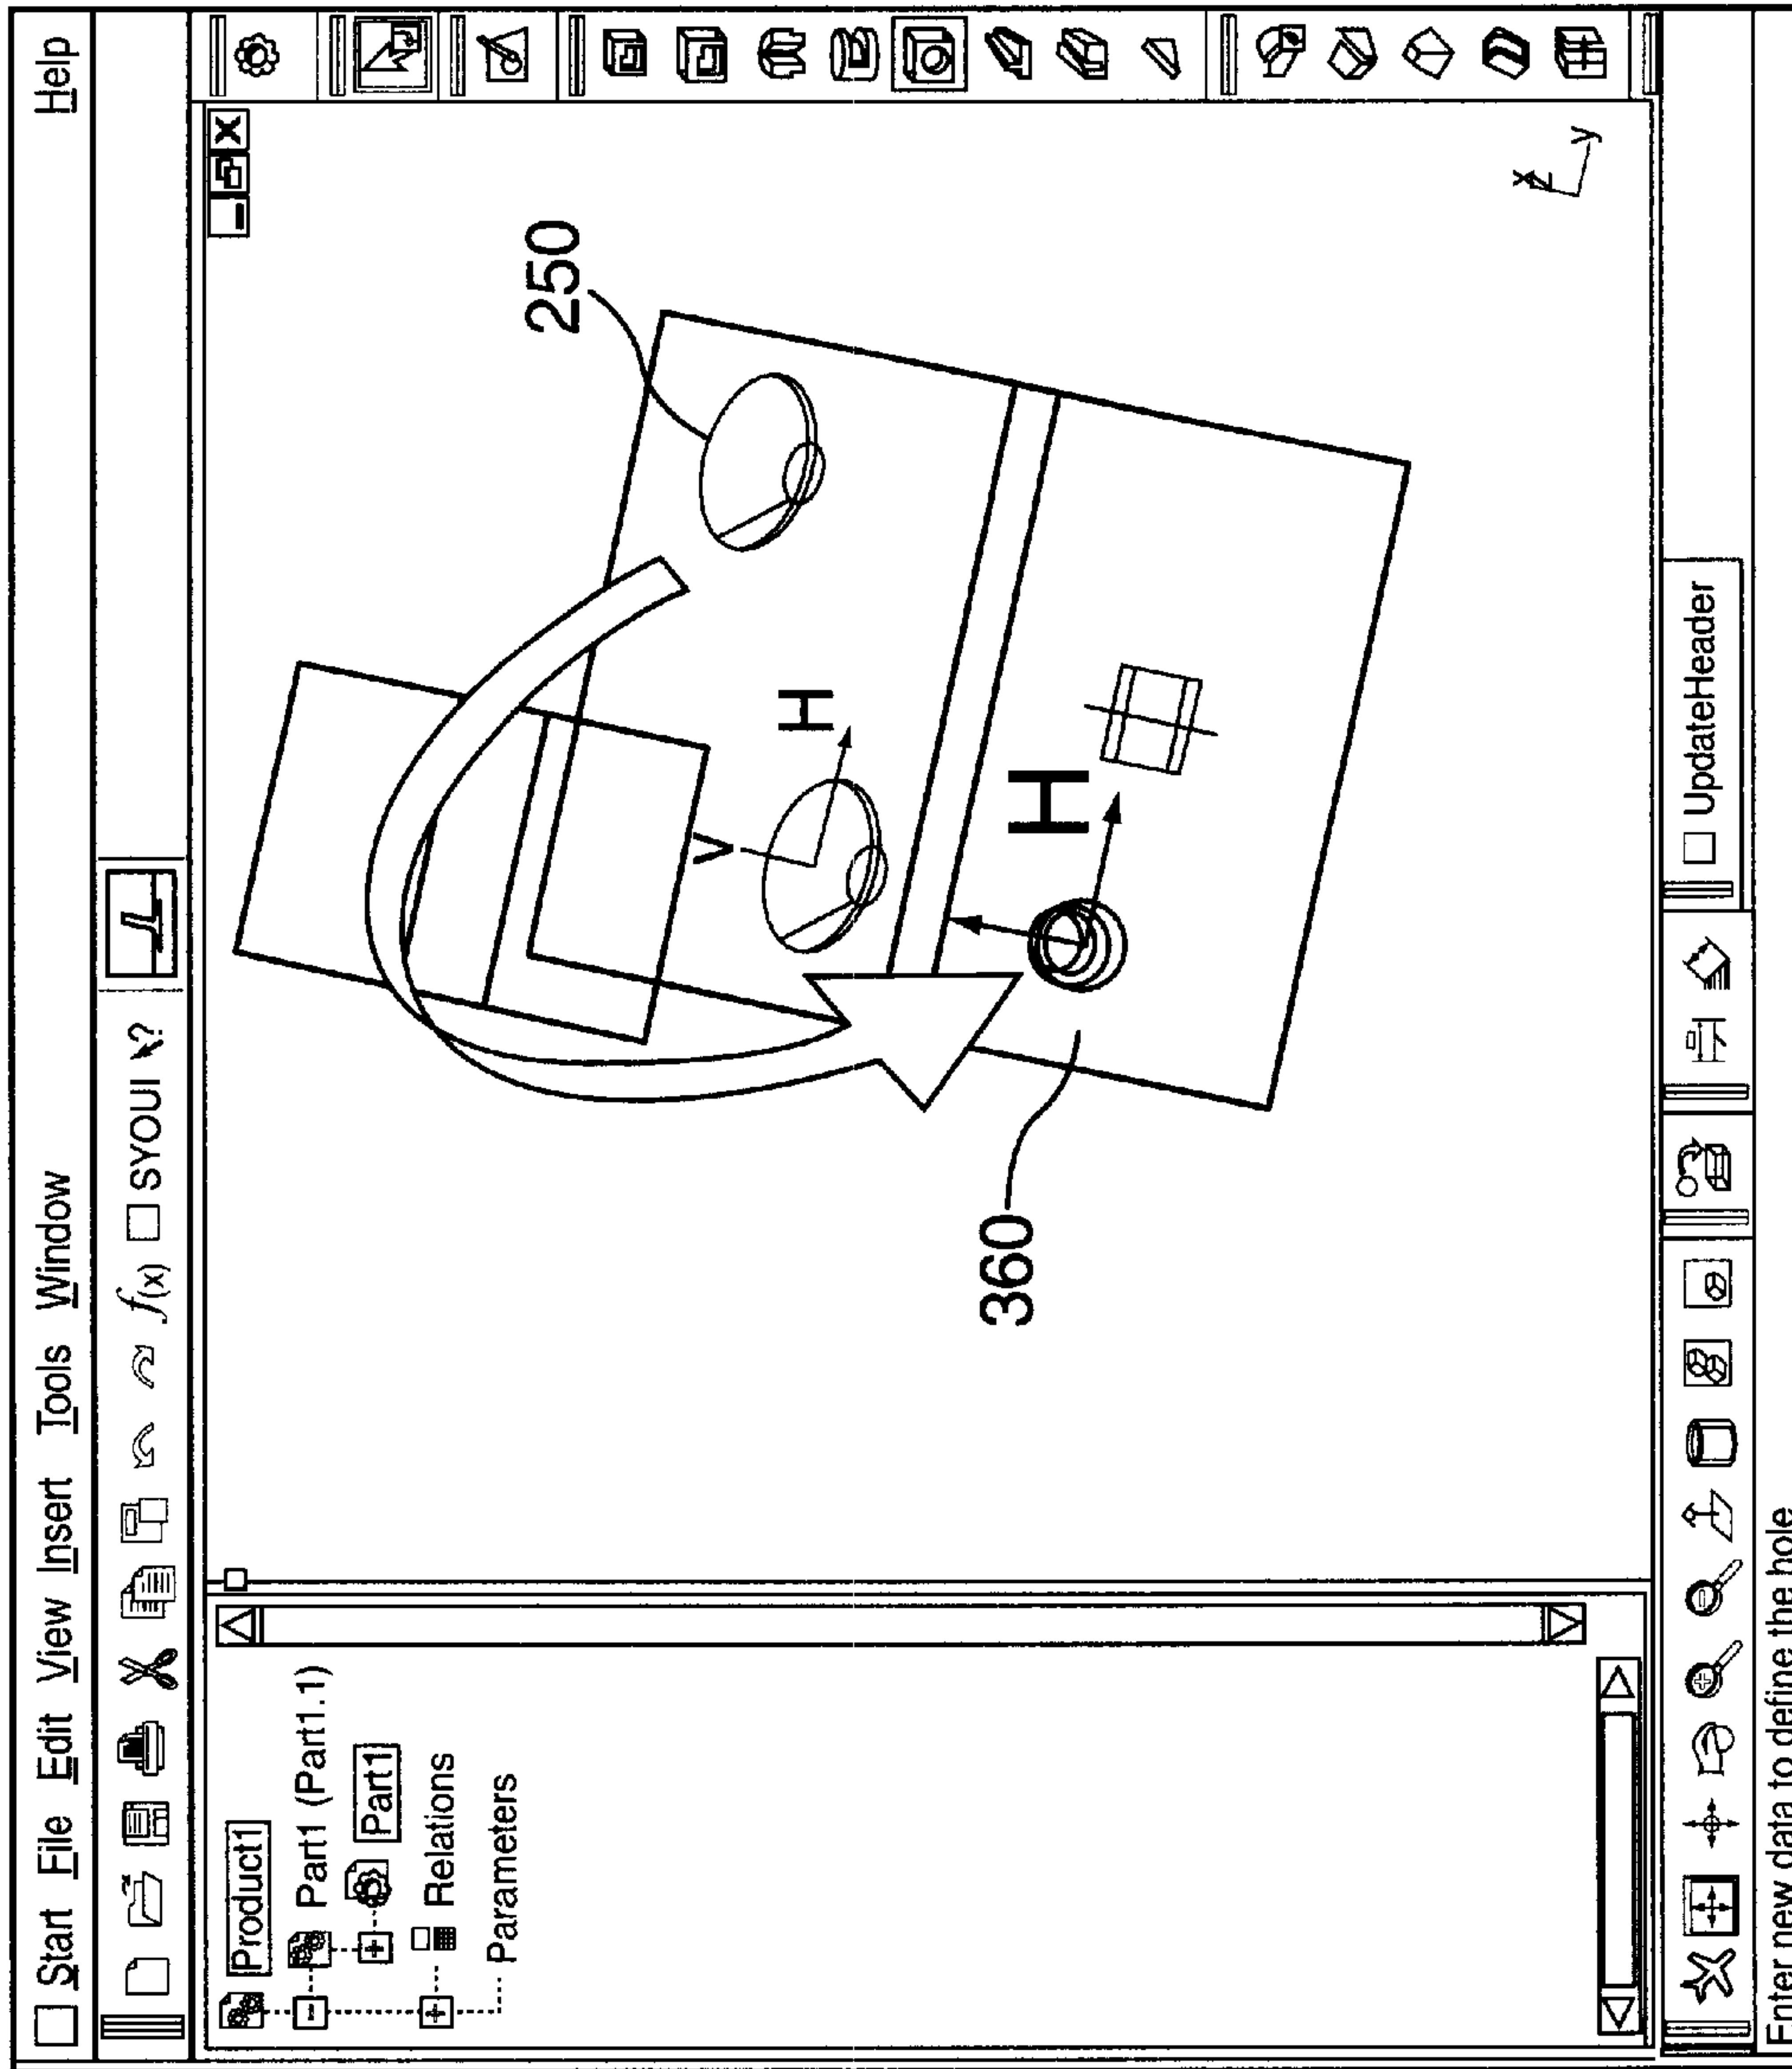 Start File Edit View Insert Tools Window Help
f(x) SYOUI ?
Product1
Part1 (Part1.1)
Part1
Relations
Parameters
250
V
H
H
360
x
z
y
UpdateHeader
Enter new data to define the hole